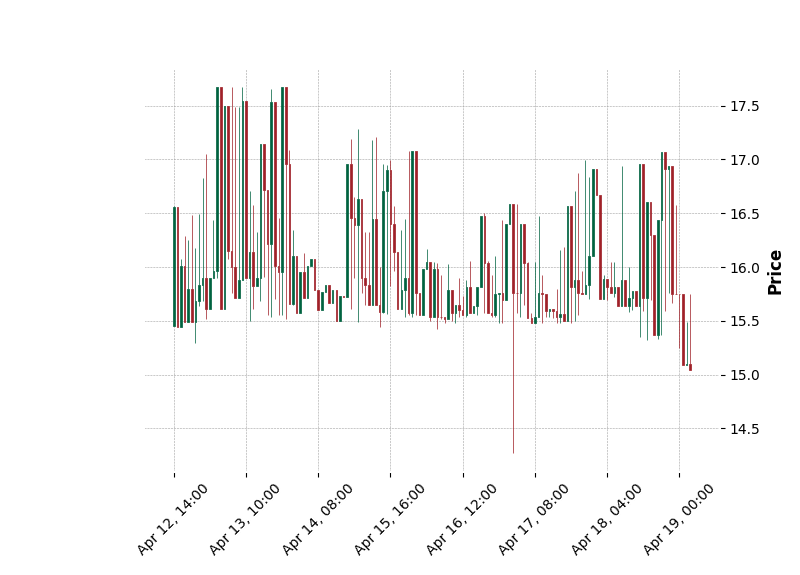 17.5
17.0
16.5
16.0
15.5
15.0
14.5
Price
Apr 12, 14:00
Apr 13, 10:00
Apr 14, 08:00
Apr 15, 16:00
Apr 16, 12:00
Apr 17, 08:00
Apr 18, 04:00
Apr 19, 00:00